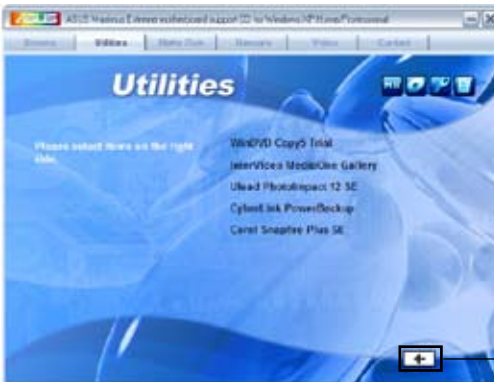 ASUS Maximus Extreme motherboard support CD for Windows XP Home/Professional
Drivers Utilities Make Disk Manuals Video Contact
Utilities
Please select items on the right
side.
WinDVD Copy5 Trial
InterVideo MediaOne Gallery
Ulead PhotoImpact 12 SE
CyberLink PowerBackup
Corel Snapfire Plus SE